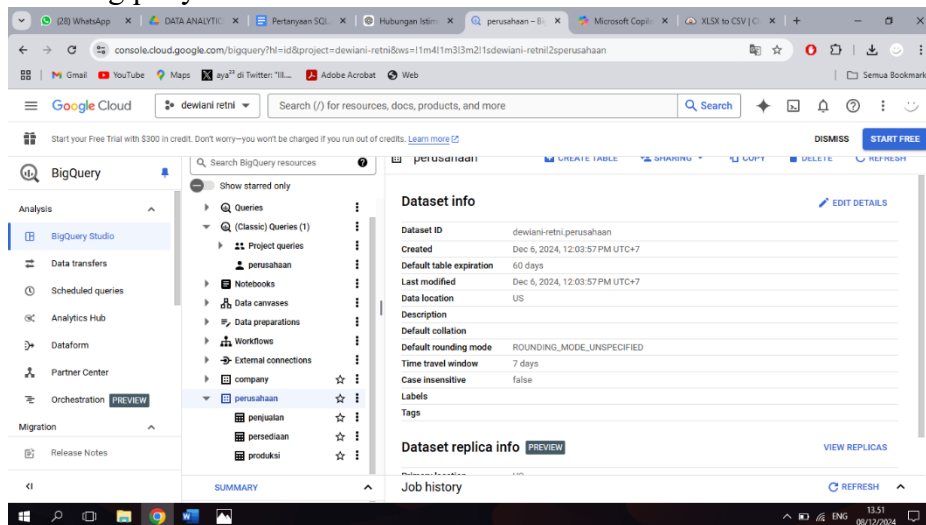 (28) WhatsApp
DATA ANALYTIC
Pertanyaan SQL
Hubungan Istim
perusahaan – Bi
Microsoft Copil
XLSX to CSV | Cl
console.cloud.google.com/bigquery?hl=id&project=dewiani-retni&ws=!1m4!1m3!3m2!1sdewiani-retni!2sperusahaan
Gmail
YouTube
Maps
aya²³ di Twitter: "Ill....
Adobe Acrobat
Web
Semua Bookmark
Google Cloud
dewiani retni
Search (/) for resources, docs, products, and more
Search
Start your Free Trial with $300 in credit. Don't worry—you won't be charged if you run out of credits. Learn more
DISMISS
START FREE
BigQuery
Analysis
BigQuery Studio
Data transfers
Scheduled queries
Analytics Hub
Dataform
Partner Center
Orchestration PREVIEW
Migration
Release Notes
Search BigQuery resources
Show starred only
Queries
(Classic) Queries (1)
Project queries
perusahaan
Notebooks
Data canvases
Data preparations
Workflows
External connections
company
perusahaan
penjualan
persediaan
produksi
SUMMARY
perusahaan
CREATE TABLE
SHARING
COPY
DELETE
REFRESH
Dataset info
EDIT DETAILS
Dataset ID dewiani-retni.perusahaan
Created Dec 6, 2024, 12:03:57 PM UTC+7
Default table expiration 60 days
Last modified Dec 6, 2024, 12:03:57 PM UTC+7
Data location US
Description
Default collation
Default rounding mode ROUNDING_MODE_UNSPECIFIED
Time travel window 7 days
Case insensitive false
Labels
Tags
Dataset replica info PREVIEW
VIEW REPLICAS
Primary location US
Job history
REFRESH
ENG
13.51
08/12/2024